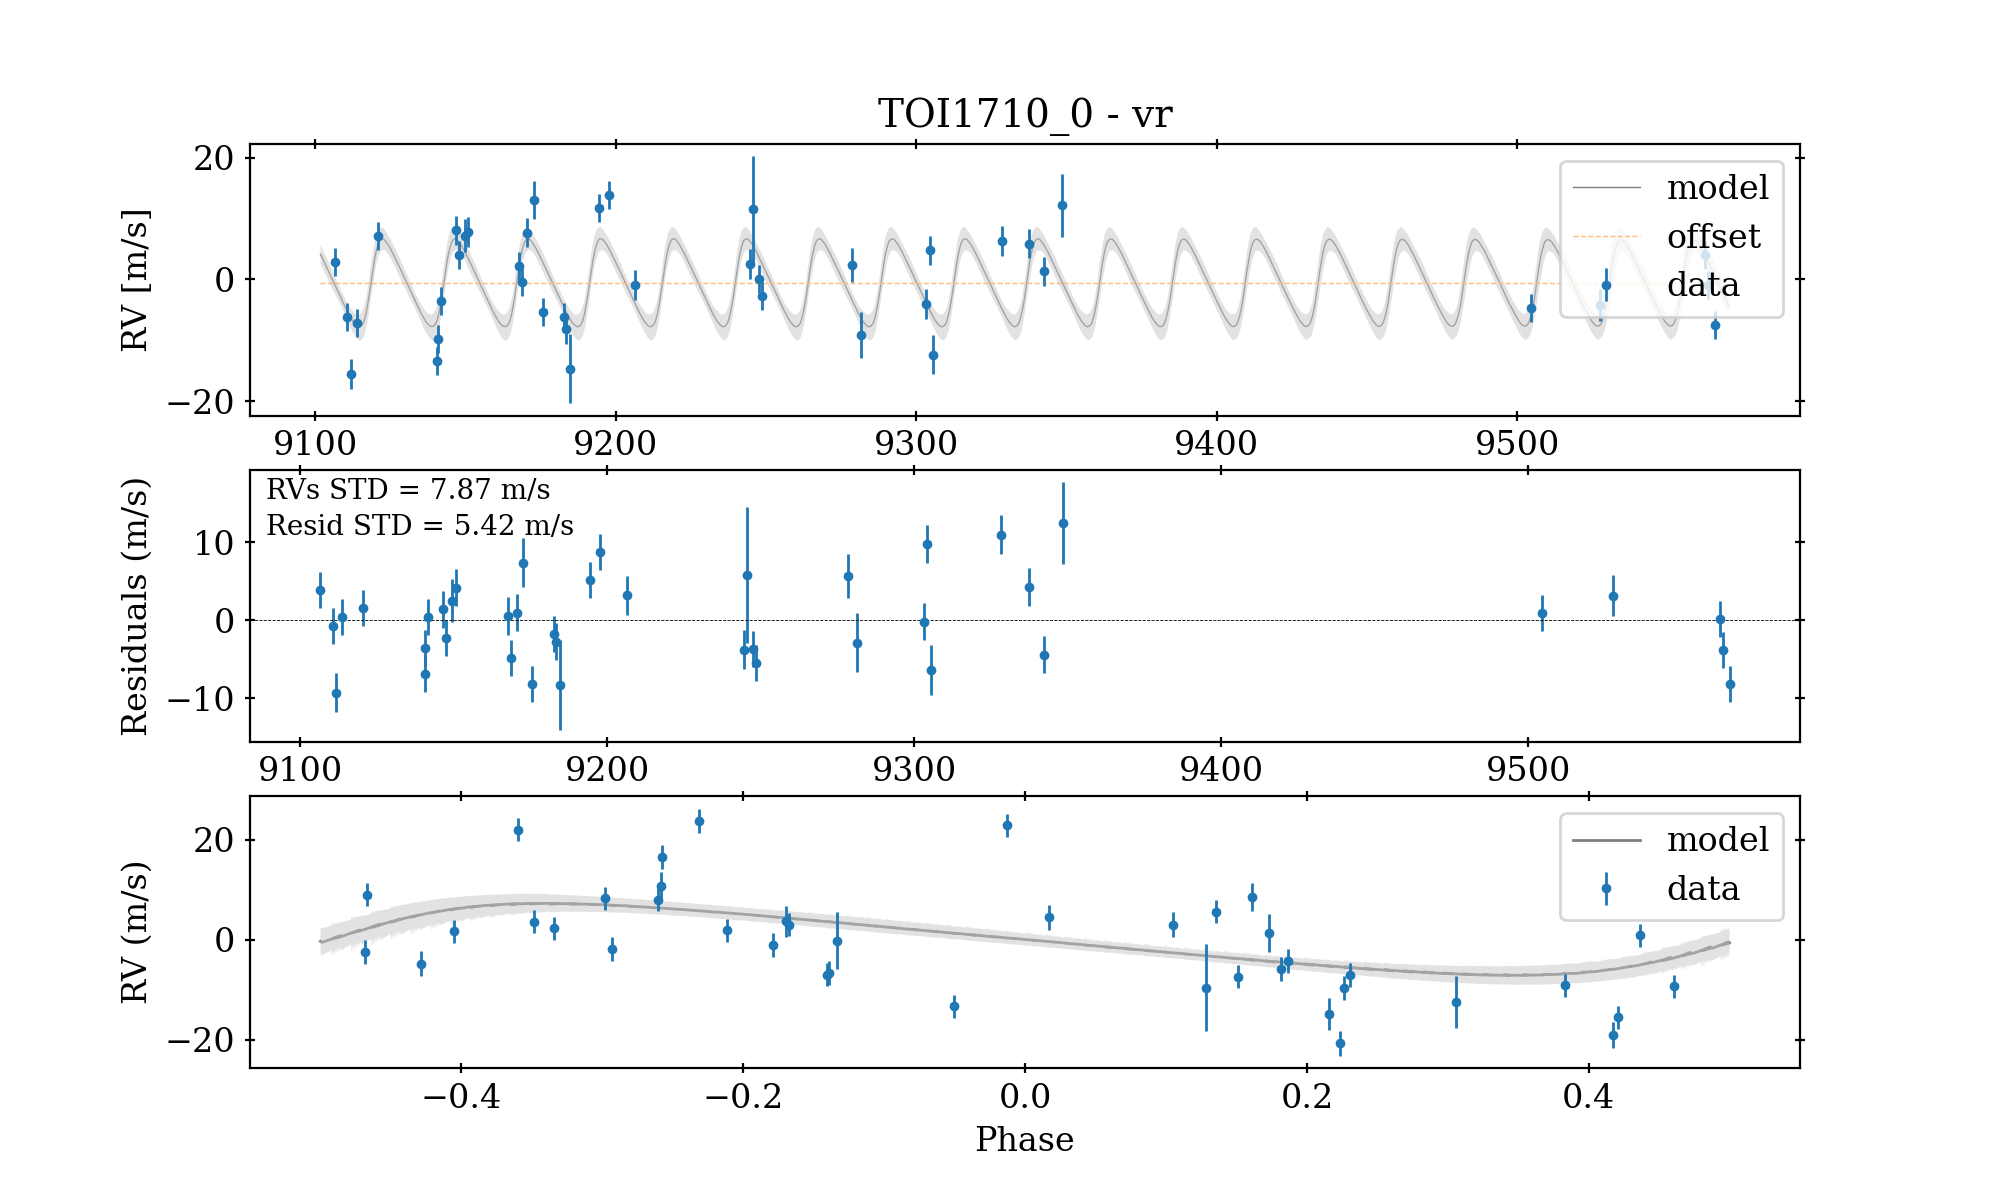 TOI1710_0 - vr
RV [m/s]
20
0
−20
model
offset
data
9100 9200 9300 9400 9500
Residuals (m/s)
RVs STD = 7.87 m/s
Resid STD = 5.42 m/s
10
0
−10
9100 9200 9300 9400 9500
RV (m/s)
20
0
−20
model
data
−0.4 −0.2 0.0 0.2 0.4
Phase